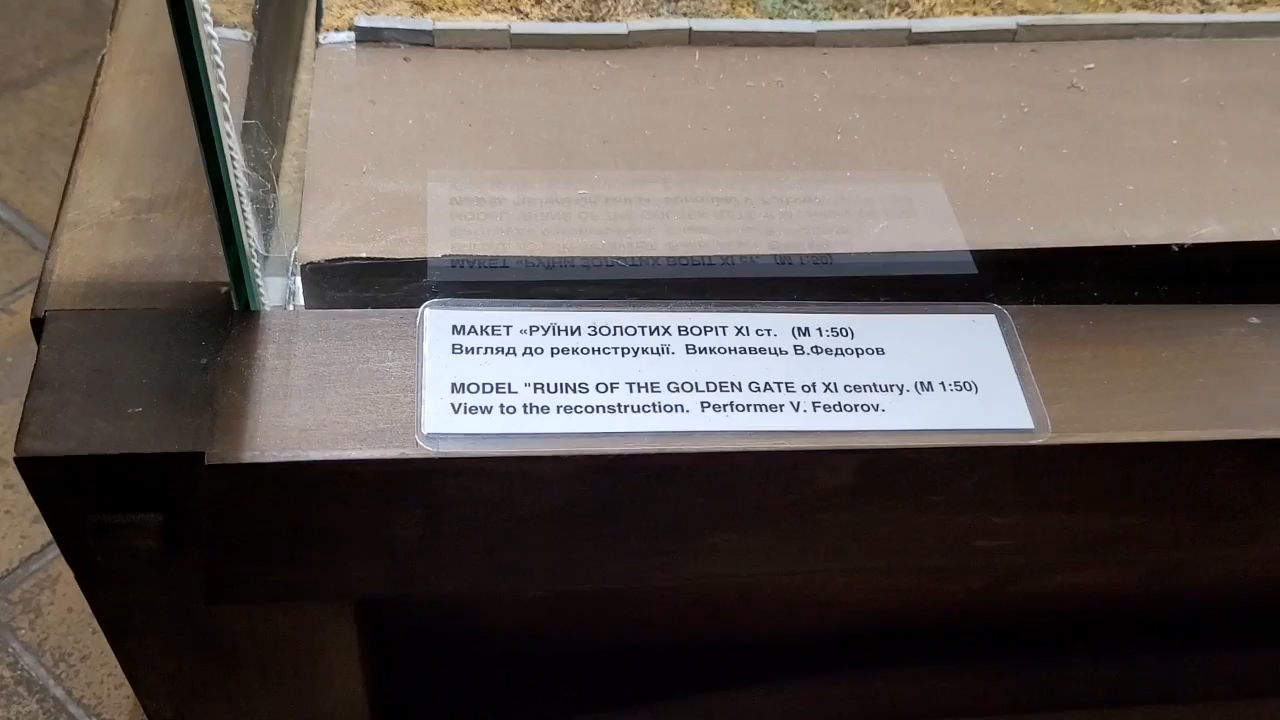 МАКЕТ «РУЇНИ ЗОЛОТИХ ВОРІТ XI ст. (М 1:50)
Вигляд до реконструкції. Виконавець В.Федоров
MODEL "RUINS OF THE GOLDEN GATE of XI century. (M 1:50)
View to the reconstruction. Performer V. Fedorov.